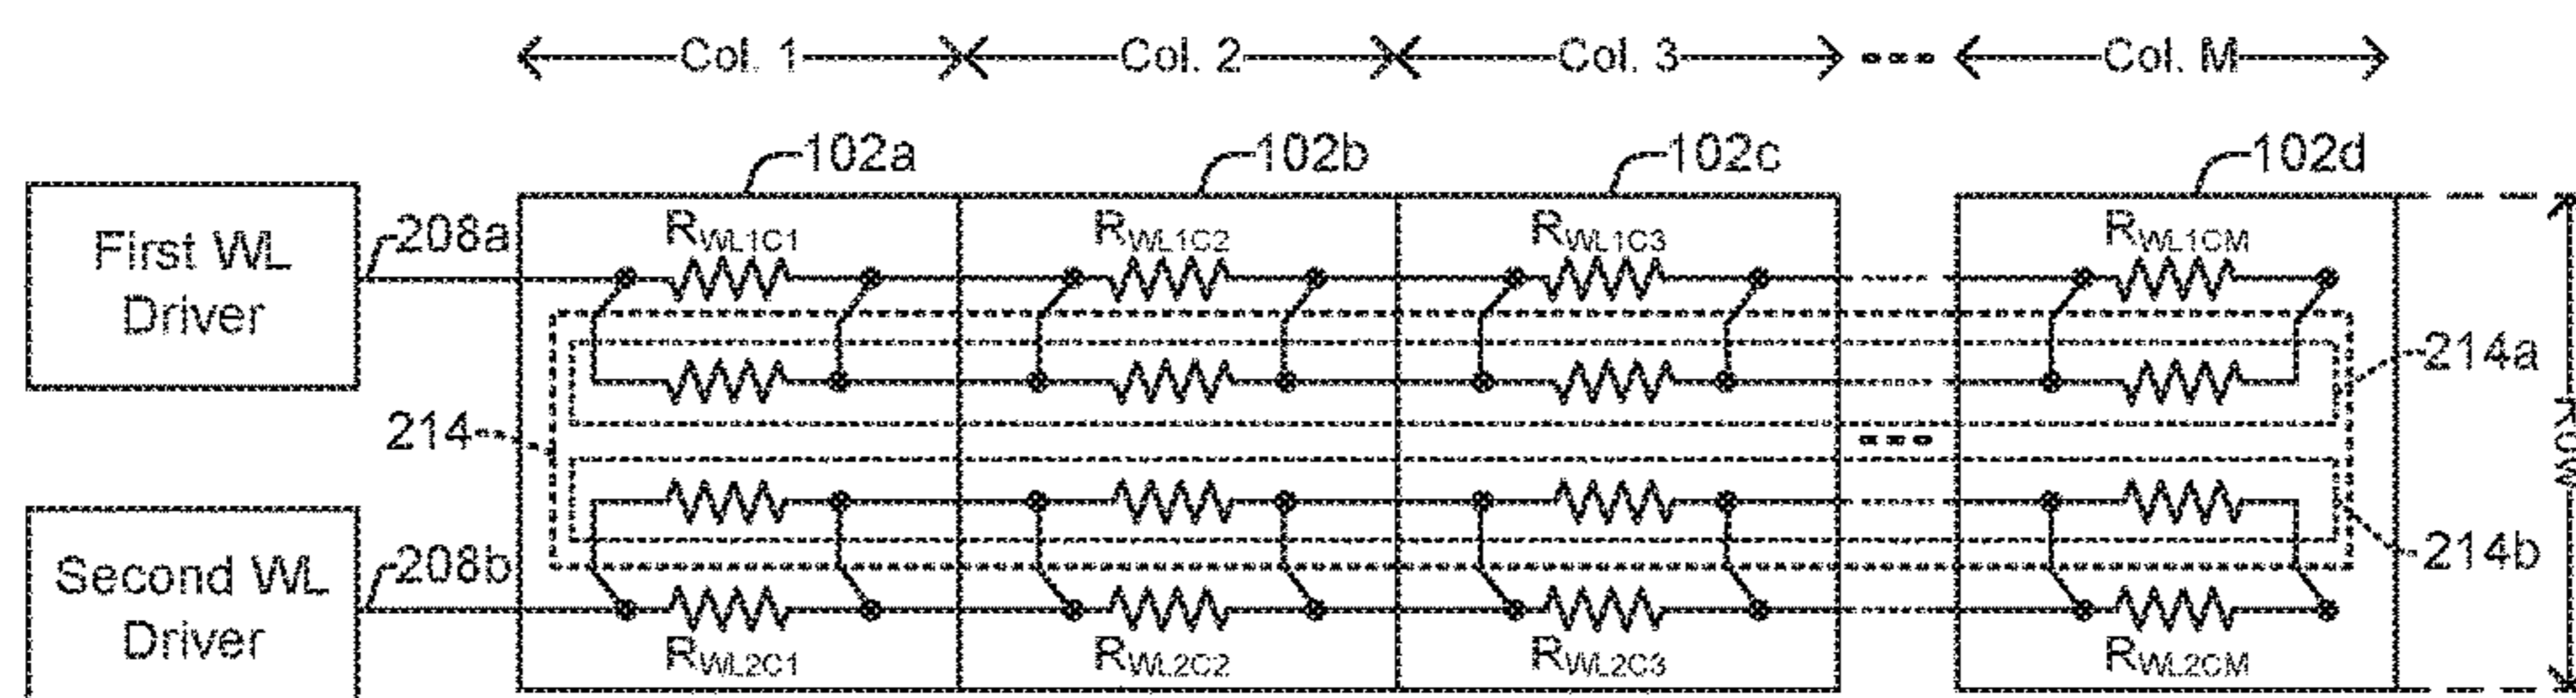 Col. 1 Col. 2 Col. 3 Col. M
102a 102b 102c 102d
First WL
Driver
208a
RWL1C1 RWL1C2 RWL1C3 RWL1CM
214a
214
Row
Second WL
Driver
208b
214b
RWL2C1 RWL2C2 RWL2C3 RWL2CM